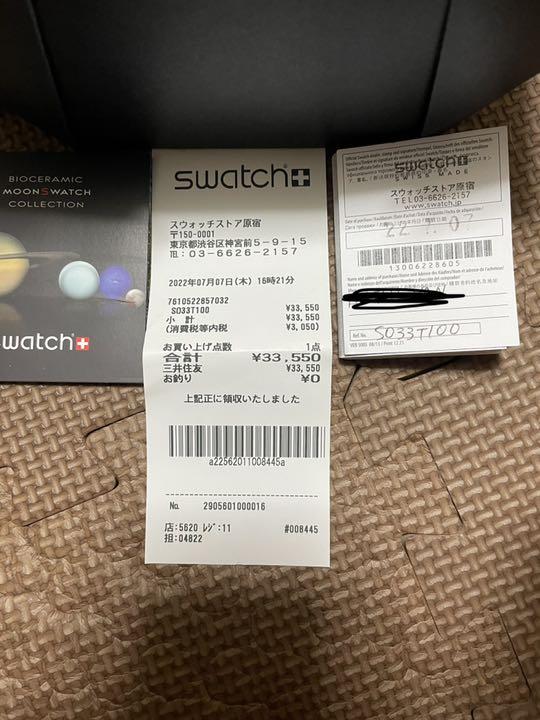 BIOCERAMIC
MOONSWATCH
COLLECTION
watch
swatch
スウォッチストア原宿
〒150-0001
東京都渋谷区神宮前5-9-15
TEL:03-6626-2157
2022年07月07日(木) 16時21分
7610522857032
SO33T100 ¥33,550
小 計 ¥33,550
(消費税等内税 ¥3,050)
お買い上げ点数 1点
合計 ¥33,550
三井住友 ¥33,550
お釣り ¥0
上記正に領収いたしました
a22562011008445a
No. 2905601000016
店:5620 レジ:11 #008445
担:04822
swatch
スウォッチストア原宿
TEL03-6626-2157
www.swatch.jp
22 7.07
13006228605
Ref. No. SO33T100